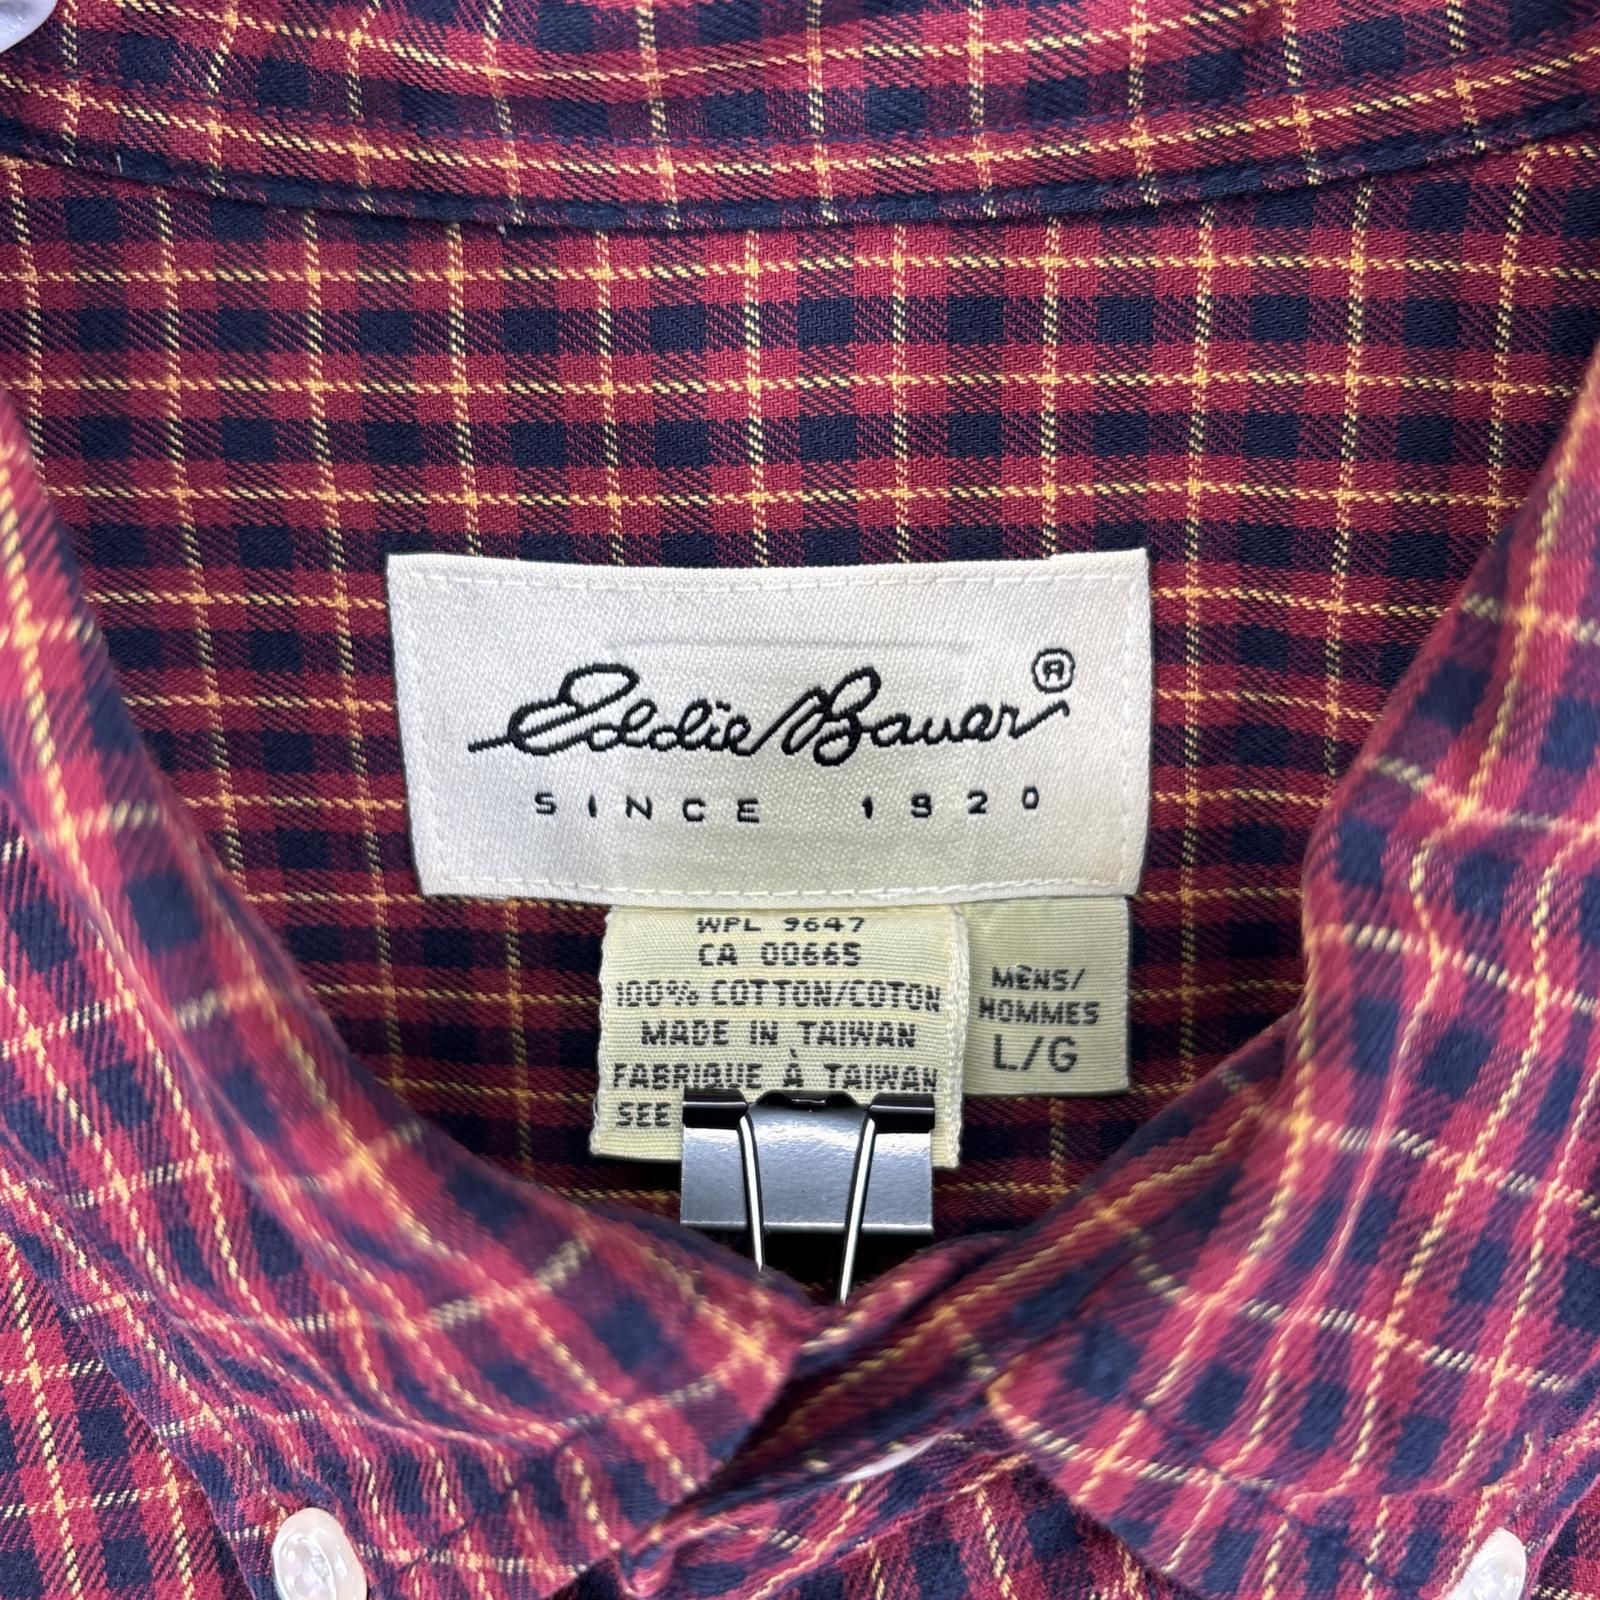 Eddie Bauer®
SINCE 1920
WPL 9647
CA 00665
100% COTTON/COTON
MADE IN TAIWAN
FABRIQUE À TAIWAN
SEE
MENS/
HOMMES
L/G